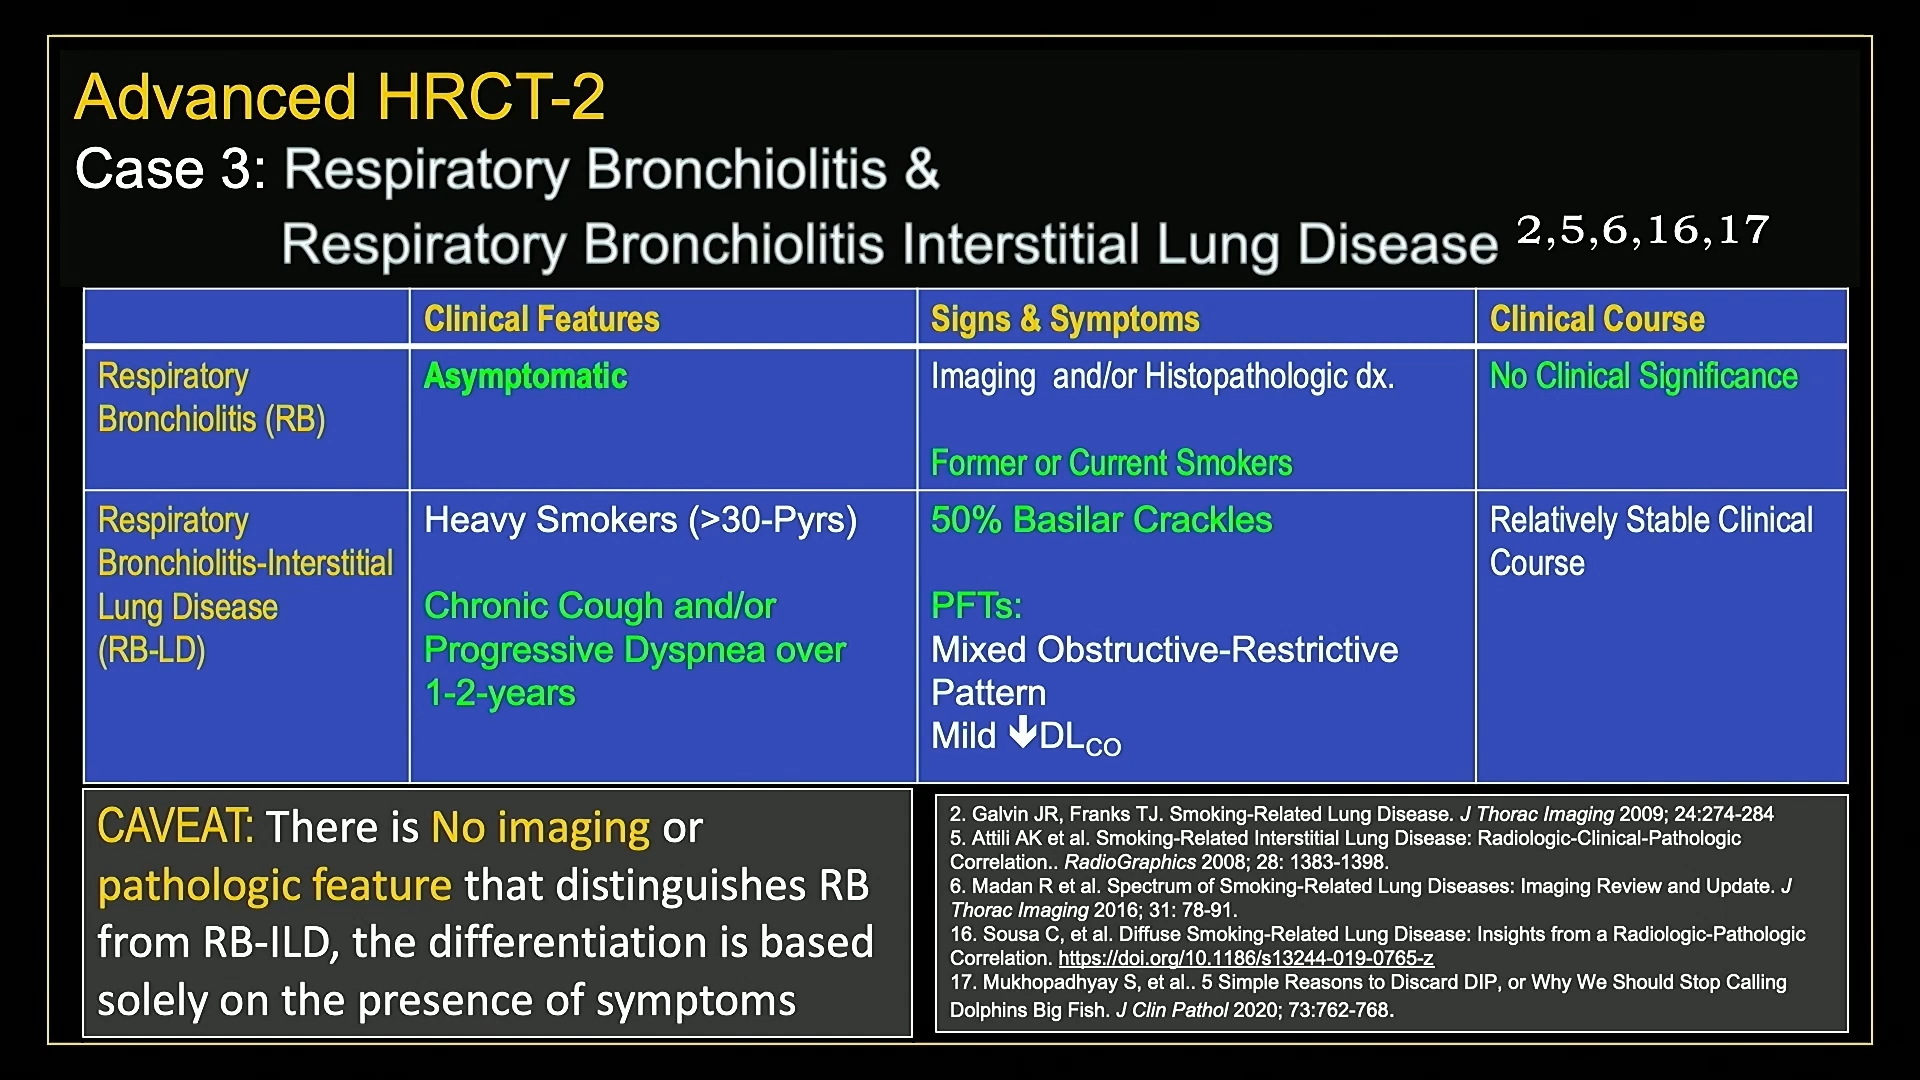 Advanced HRCT-2
Case 3: Respiratory Bronchiolitis &
Respiratory Bronchiolitis Interstitial Lung Disease 2,5,6,16,17
Clinical Features
Signs & Symptoms
Clinical Course
Respiratory
Bronchiolitis (RB)
Asymptomatic
Imaging and/or Histopathologic dx.
Former or Current Smokers
No Clinical Significance
Respiratory
Bronchiolitis-Interstitial
Lung Disease
(RB-LD)
Heavy Smokers (>30-Pyrs)
Chronic Cough and/or
Progressive Dyspnea over
1-2-years
50% Basilar Crackles
PFTs:
Mixed Obstructive-Restrictive
Pattern
Mild 🡻DLCO
Relatively Stable Clinical
Course
CAVEAT: There is No imaging or
pathologic feature that distinguishes RB
from RB-ILD, the differentiation is based
solely on the presence of symptoms
2. Galvin JR, Franks TJ. Smoking-Related Lung Disease. J Thorac Imaging 2009; 24:274-284
5. Attili AK et al. Smoking-Related Interstitial Lung Disease: Radiologic-Clinical-Pathologic
Correlation.. RadioGraphics 2008; 28: 1383-1398.
6. Madan R et al. Spectrum of Smoking-Related Lung Diseases: Imaging Review and Update. J
Thorac Imaging 2016; 31: 78-91.
16. Sousa C, et al. Diffuse Smoking-Related Lung Disease: Insights from a Radiologic-Pathologic
Correlation. https://doi.org/10.1186/s13244-019-0765-z
17. Mukhopadhyay S, et al.. 5 Simple Reasons to Discard DIP, or Why We Should Stop Calling
Dolphins Big Fish. J Clin Pathol 2020; 73:762-768.